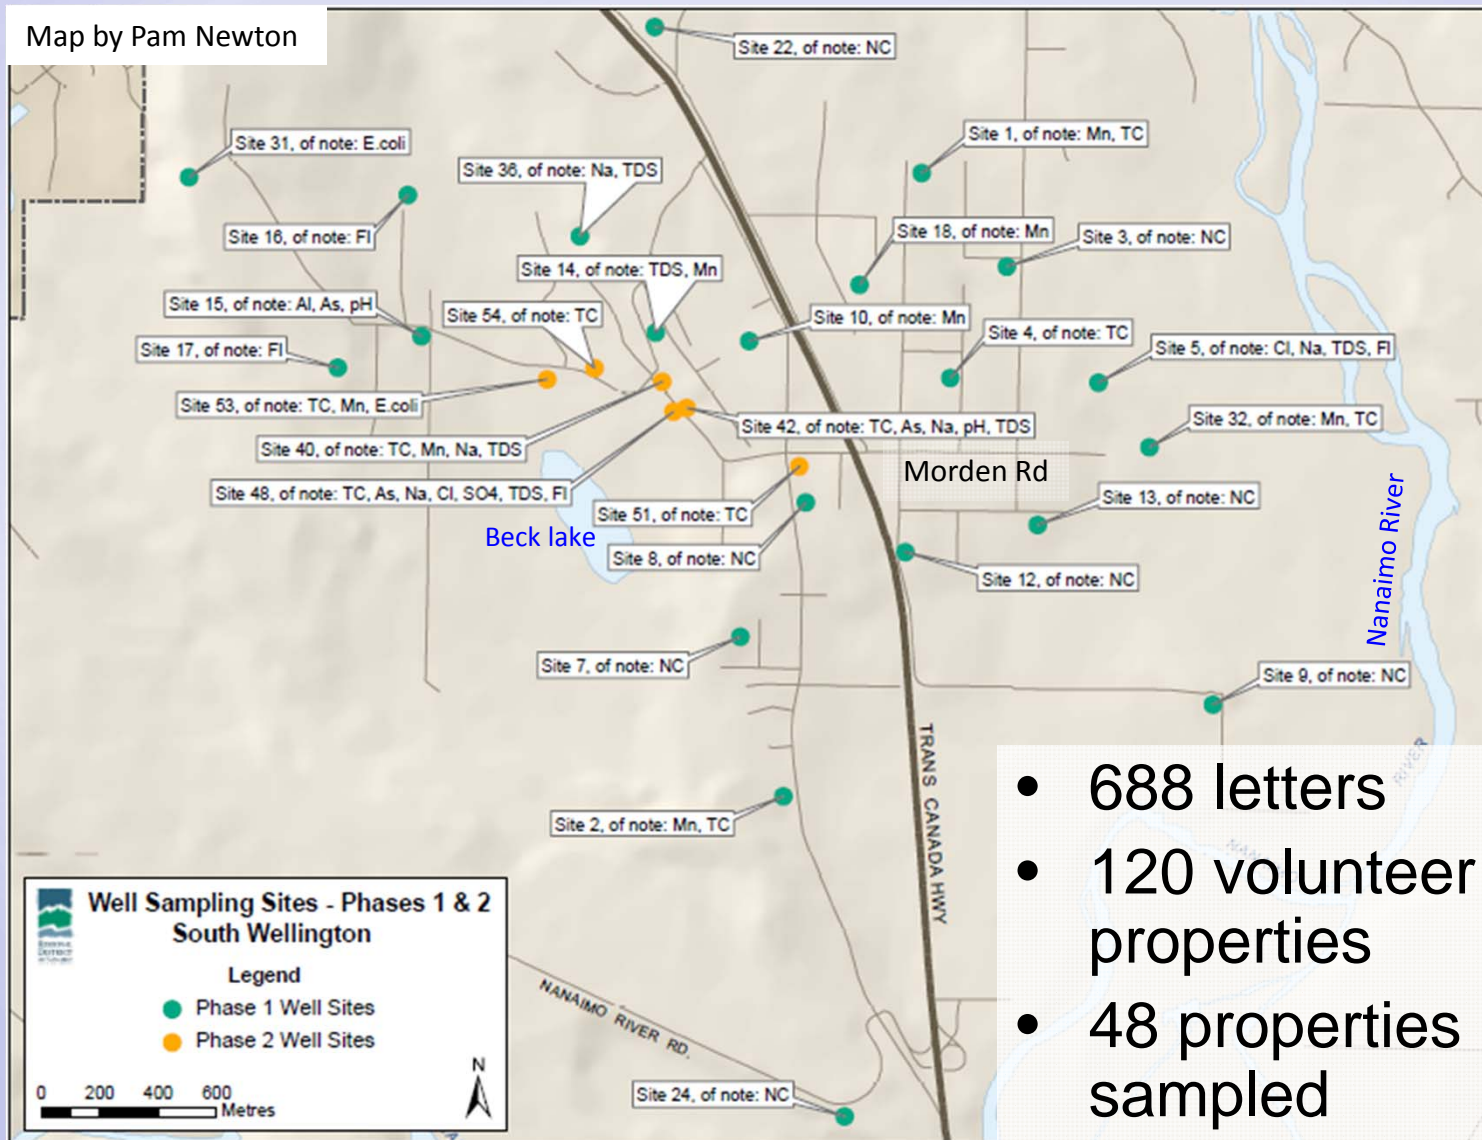 Map by Pam Newton
Site 22, of note: NC
Site 31, of note: E.coli
Site 1, of note: Mn, TC
Site 36, of note: Na, TDS
Site 16, of note: Fl
Site 18, of note: Mn
Site 3, of note: NC
Site 14, of note: TDS, Mn
Site 15, of note: Al, As, pH
Site 54, of note: TC
Site 10, of note: Mn
Site 4, of note: TC
Site 17, of note: Fl
Site 5, of note: Cl, Na, TDS, Fl
Site 53, of note: TC, Mn, E.coli
Site 42, of note: TC, As, Na, pH, TDS
Site 32, of note: Mn, TC
Site 40, of note: TC, Mn, Na, TDS
Morden Rd
Site 48, of note: TC, As, Na, Cl, SO4, TDS, Fl
Site 13, of note: NC
Site 51, of note: TC
Beck lake
Site 8, of note: NC
Nanaimo River
Site 12, of note: NC
Site 7, of note: NC
Site 9, of note: NC
TRANS CANADA HWY
RIVER
• 688 letters
Site 2, of note: Mn, TC
• 120 volunteer
properties
• 48 properties
sampled
Well Sampling Sites - Phases 1 & 2
South Wellington
Legend
Phase 1 Well Sites
Phase 2 Well Sites
N
0 200 400 600
Metres
NANAIMO RIVER RD.
Site 24, of note: NC